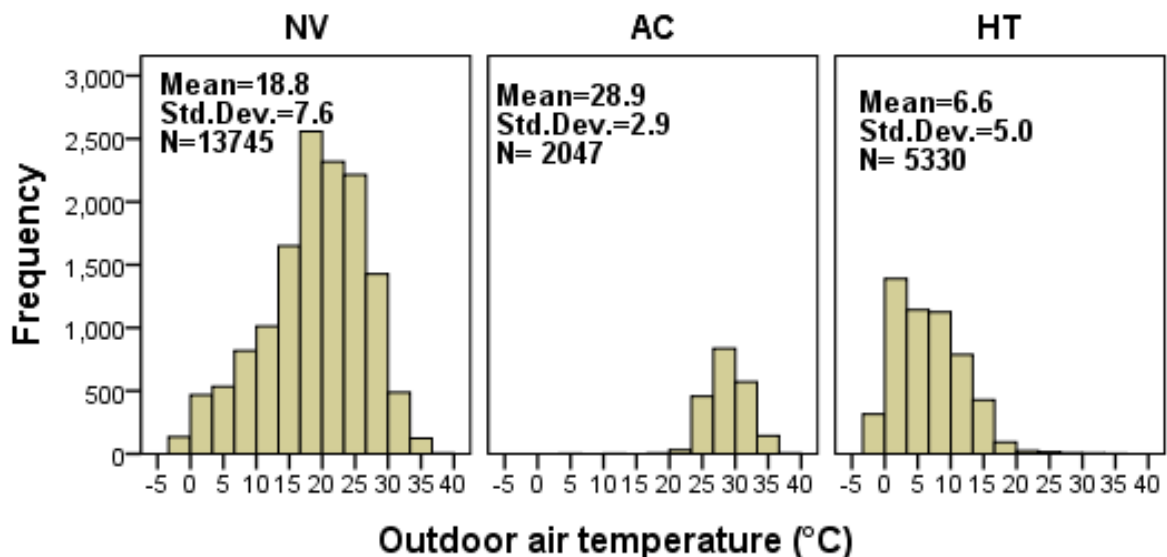 NV
AC
HT
Mean=18.8
Std.Dev.=7.6
N=13745
Mean=28.9
Std.Dev.=2.9
N= 2047
Mean=6.6
Std.Dev.=5.0
N= 5330
Frequency
3,000
2,500
2,000
1,500
1,000
500
0
-5 0 5 10 15 20 25 30 35 40
-5 0 5 10 15 20 25 30 35 40
-5 0 5 10 15 20 25 30 35 40
Outdoor air temperature (°C)